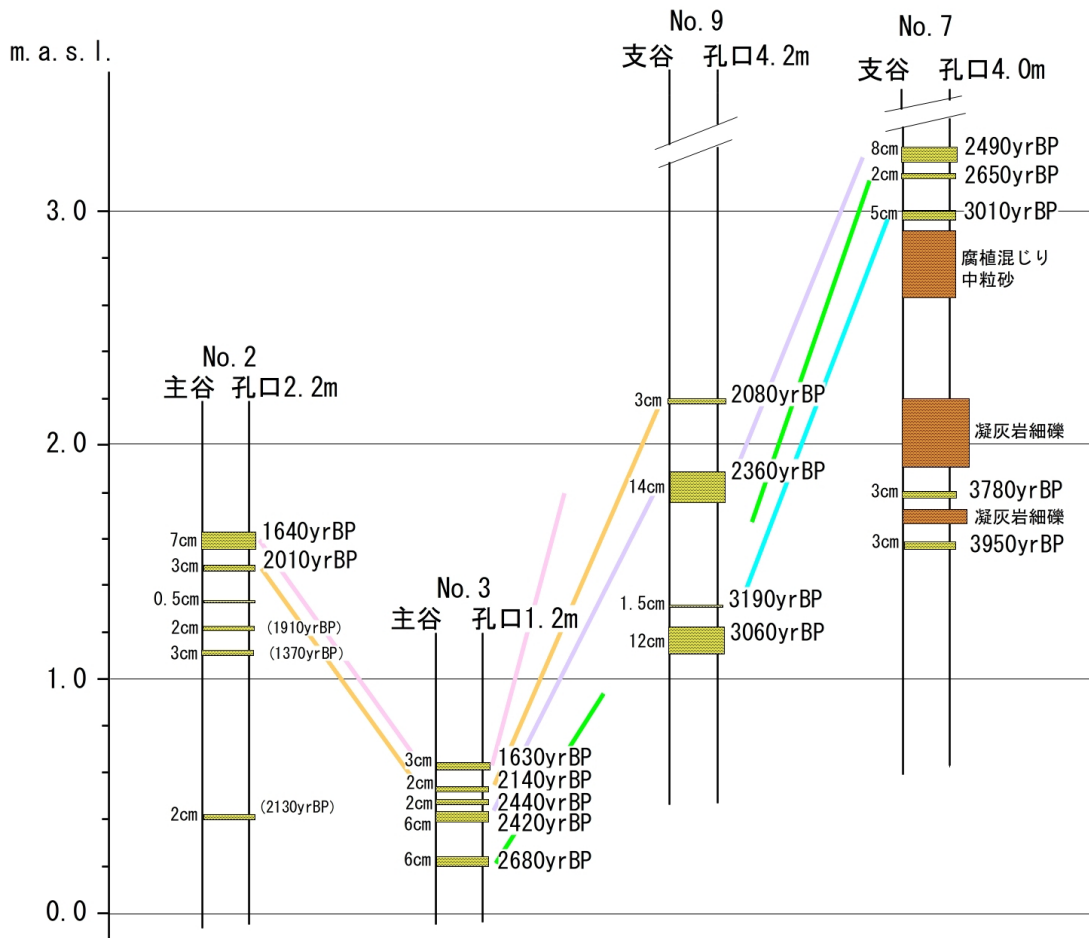 m.a.s.l.
3.0
2.0
1.0
0.0
No.2
主谷 孔口2.2m
7cm 1640yrBP
3cm 2010yrBP
0.5cm
2cm (1910yrBP)
3cm (1370yrBP)
2cm (2130yrBP)
No.3
主谷 孔口1.2m
3cm 1630yrBP
2cm 2140yrBP
2cm 2440yrBP
6cm 2420yrBP
6cm 2680yrBP
No.9
支谷 孔口4.2m
3cm 2080yrBP
14cm 2360yrBP
1.5cm 3190yrBP
12cm 3060yrBP
No.7
支谷 孔口4.0m
8cm 2490yrBP
2cm 2650yrBP
5cm 3010yrBP
腐植混じり
中粒砂
凝灰岩細礫
3cm 3780yrBP
凝灰岩細礫
3cm 3950yrBP